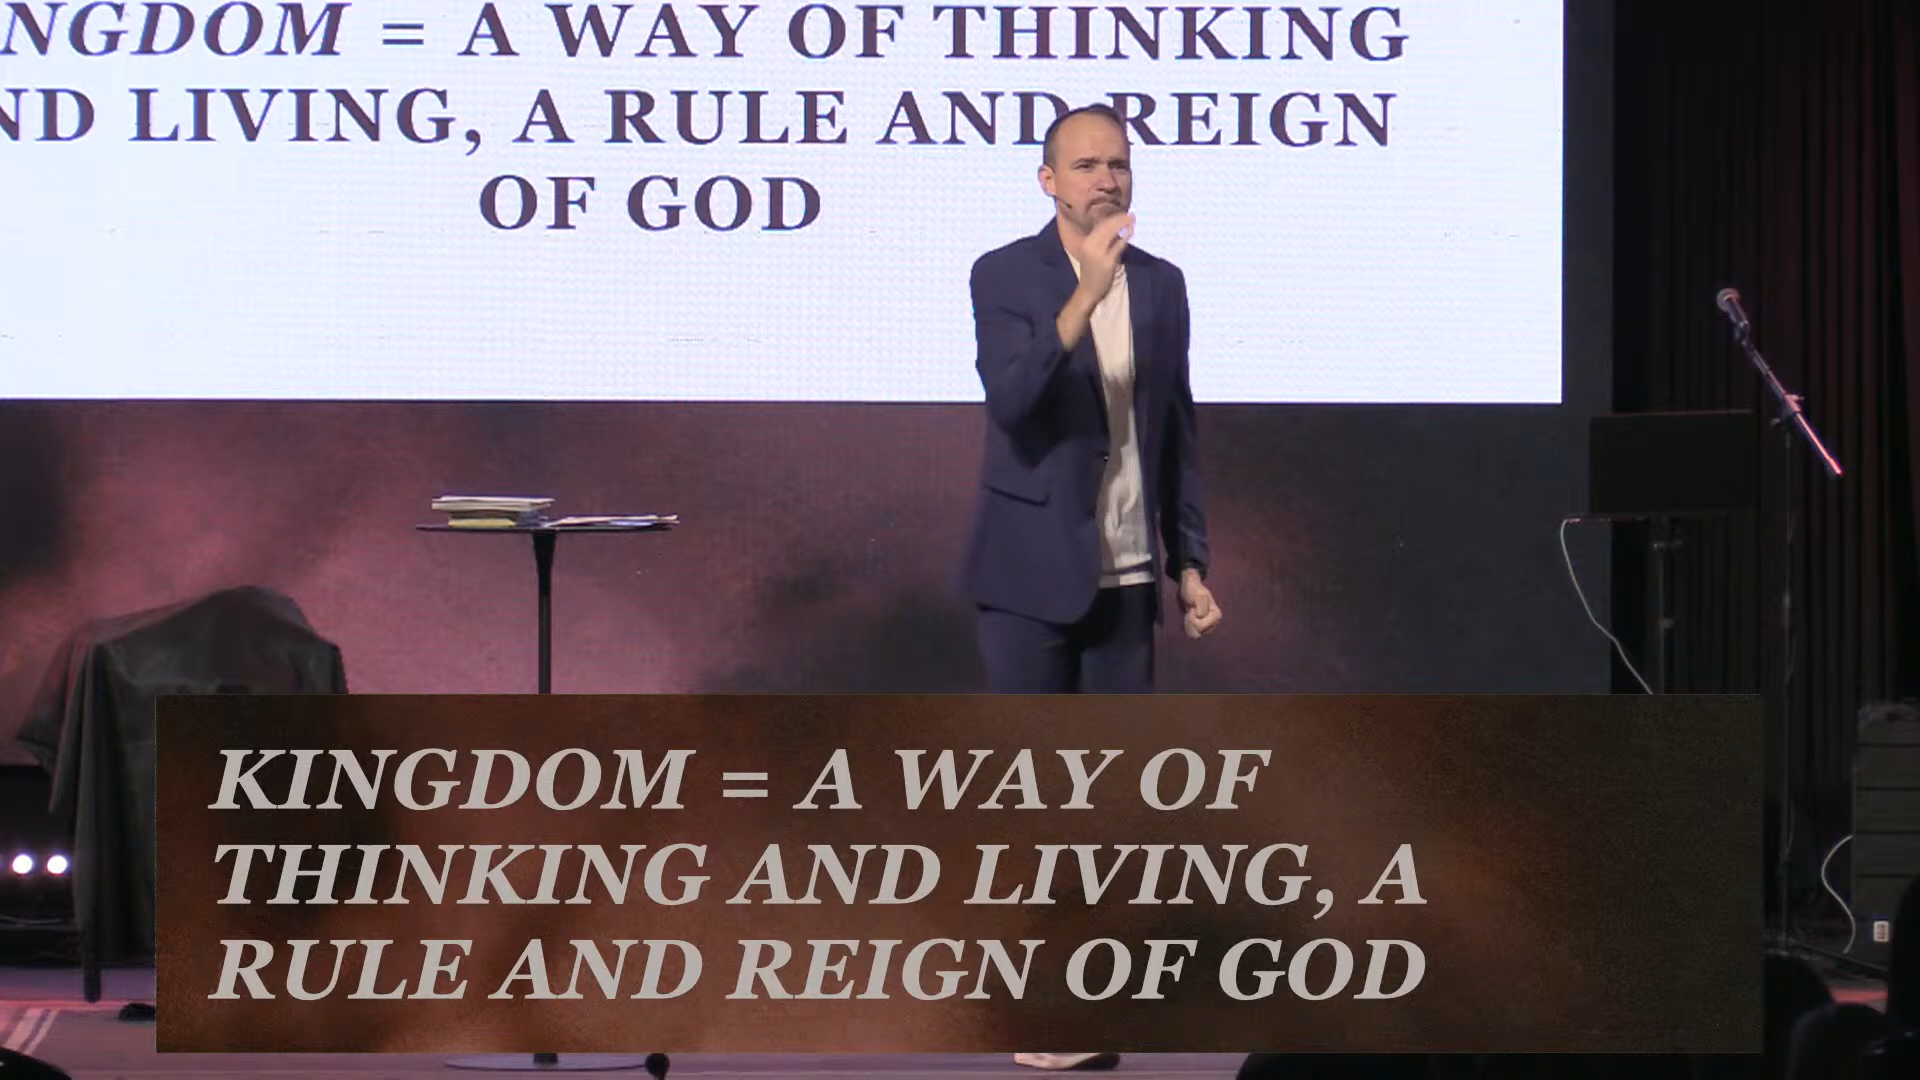 NGDOM = A WAY OF THINKING
ND LIVING, A RULE AND REIGN
OF GOD
KINGDOM = A WAY OF
THINKING AND LIVING, A
RULE AND REIGN OF GOD